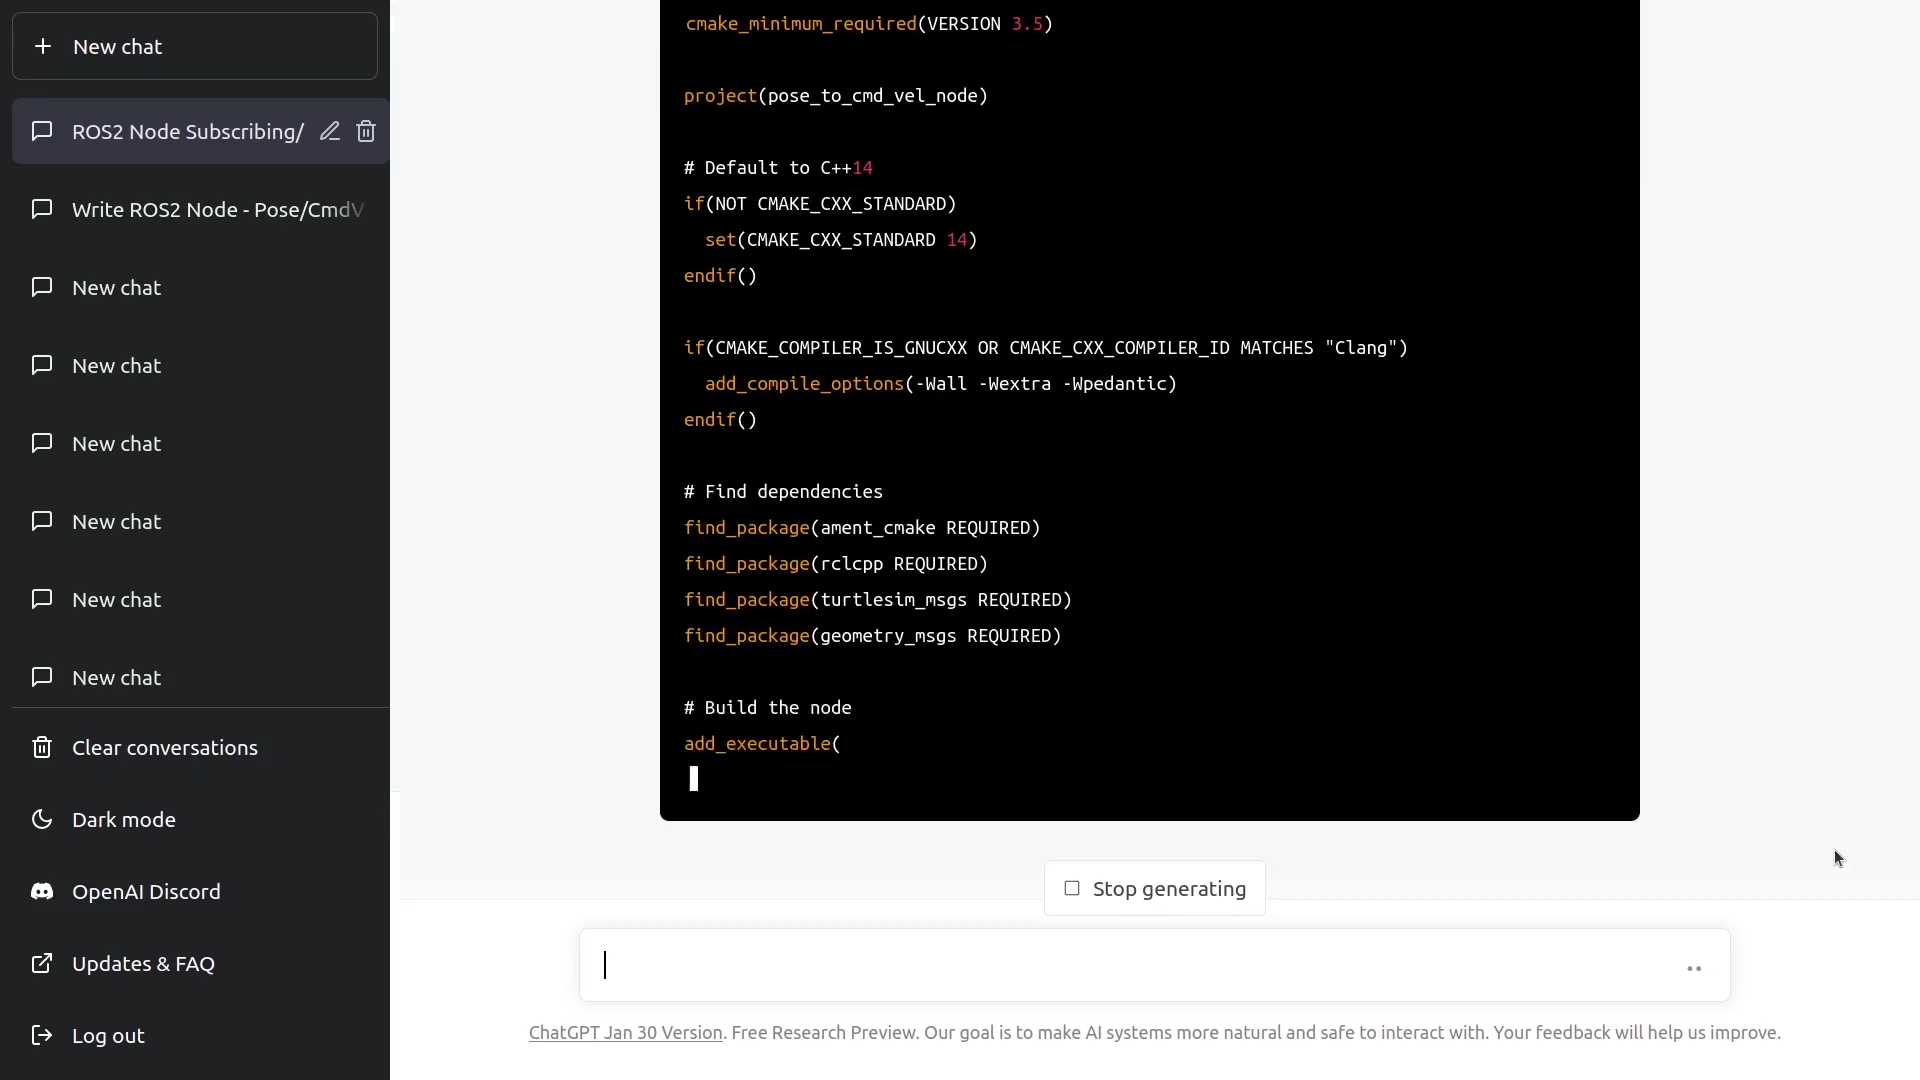 New chat
ROS2 Node Subscribing/
Write ROS2 Node - Pose/CmdV
New chat
New chat
New chat
New chat
New chat
New chat
Clear conversations
Dark mode
OpenAI Discord
Updates & FAQ
Log out
cmake_minimum_required(VERSION 3.5)
project(pose_to_cmd_vel_node)
# Default to C++14
if(NOT CMAKE_CXX_STANDARD)
  set(CMAKE_CXX_STANDARD 14)
endif()
if(CMAKE_COMPILER_IS_GNUCXX OR CMAKE_CXX_COMPILER_ID MATCHES "Clang")
  add_compile_options(-Wall -Wextra -Wpedantic)
endif()
# Find dependencies
find_package(ament_cmake REQUIRED)
find_package(rclcpp REQUIRED)
find_package(turtlesim_msgs REQUIRED)
find_package(geometry_msgs REQUIRED)
# Build the node
add_executable(
Stop generating
ChatGPT Jan 30 Version. Free Research Preview. Our goal is to make AI systems more natural and safe to interact with. Your feedback will help us improve.